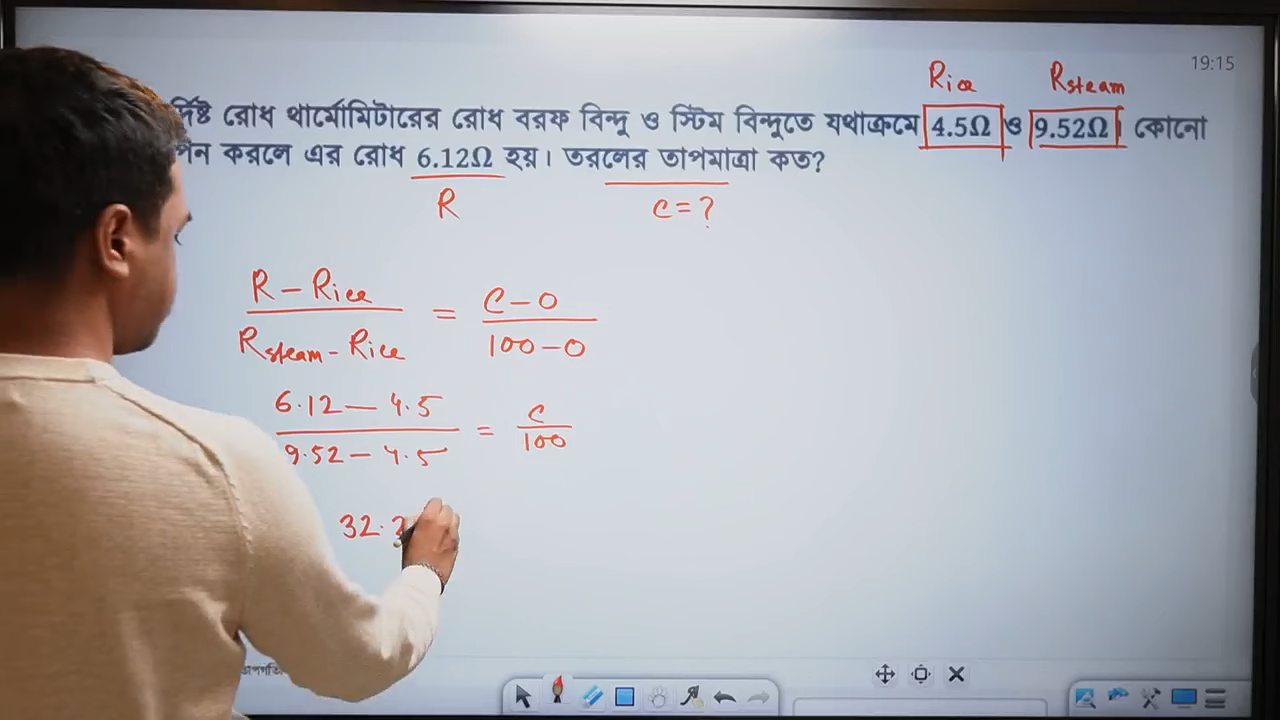 19:15
Rice Rsteam
র্দিষ্ট রোধ থার্মোমিটারের রোধ বরফ বিন্দু ও স্টিম বিন্দুতে যথাক্রমে 4.5Ω ও 9.52Ω। কোনো
পন করলে এর রোধ 6.12Ω হয়। তরলের তাপমাত্রা কত?
R C = ?
R – Rice / Rsteam – Rice = C – 0 / 100 – 0
6.12 – 4.5 / 9.52 – 4.5 = C / 100
32.2